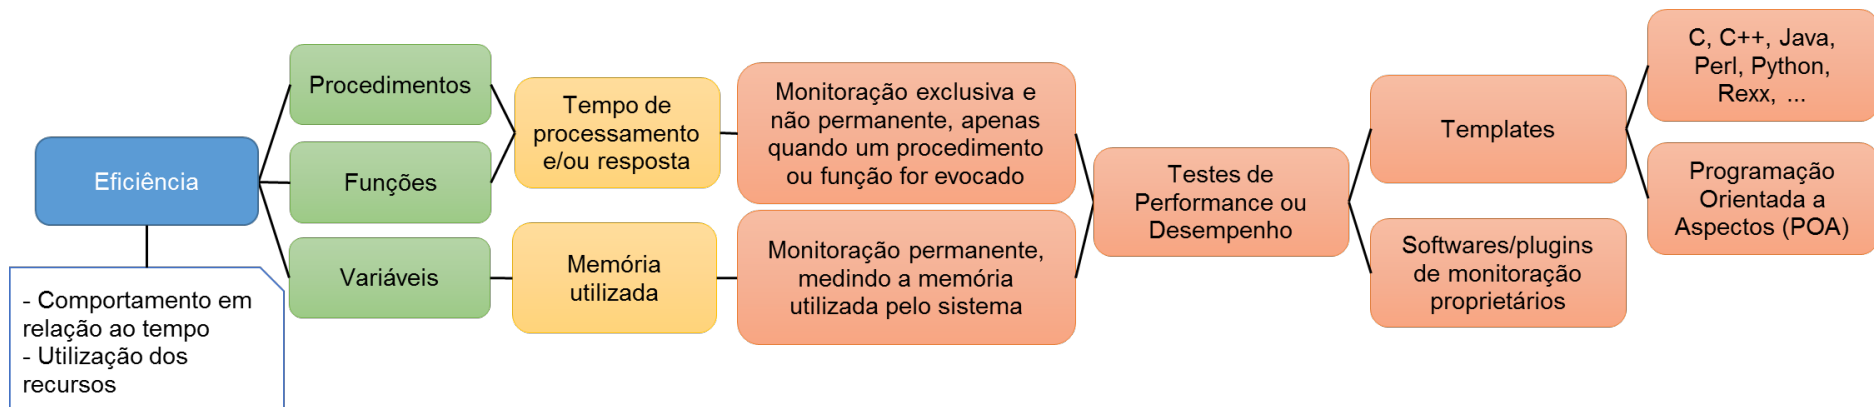 Eficiência
- Comportamento em
relação ao tempo
- Utilização dos
recursos
Procedimentos
Funções
Variáveis
Tempo de
processamento
e/ou resposta
Memória
utilizada
Monitoração exclusiva e
não permanente, apenas
quando um procedimento
ou função for evocado
Monitoração permanente,
medindo a memória
utilizada pelo sistema
Testes de
Performance ou
Desempenho
Templates
Softwares/plugins
de monitoração
proprietários
C, C++, Java,
Perl, Python,
Rexx, ...
Programação
Orientada a
Aspectos (POA)